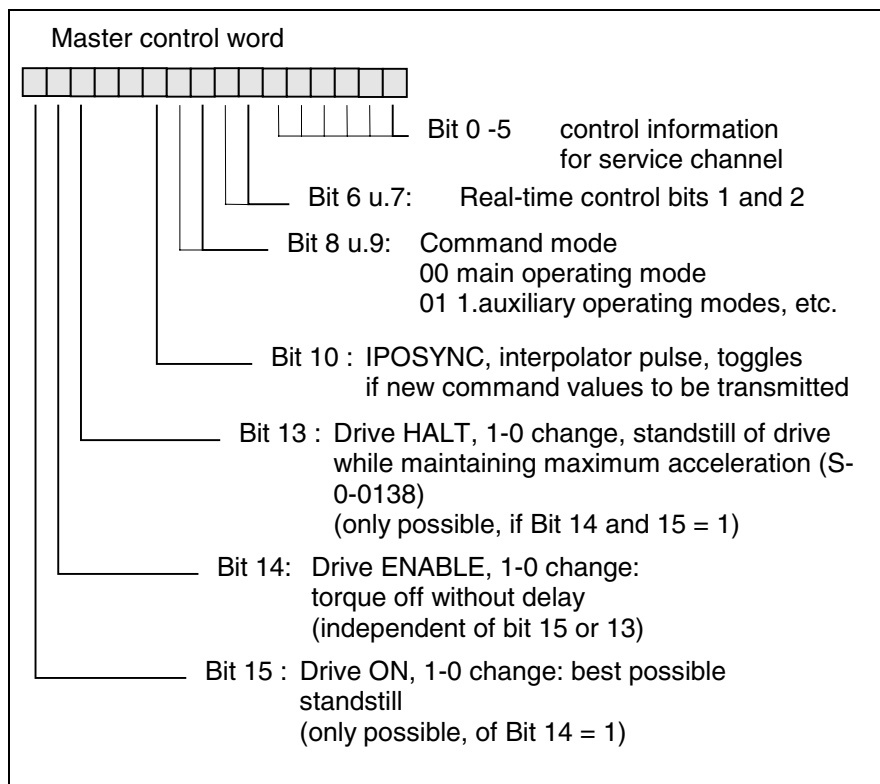 Master control word
Bit 0 -5 control information
for service channel
Bit 6 u.7: Real-time control bits 1 and 2
Bit 8 u.9: Command mode
00 main operating mode
01 1.auxiliary operating modes, etc.
Bit 10 : IPOSYNC, interpolator pulse, toggles
if new command values to be transmitted
Bit 13 : Drive HALT, 1-0 change, standstill of drive
while maintaining maximum acceleration (S-
0-0138)
(only possible, if Bit 14 and 15 = 1)
Bit 14: Drive ENABLE, 1-0 change:
torque off without delay
(independent of bit 15 or 13)
Bit 15 : Drive ON, 1-0 change: best possible
standstill
(only possible, of Bit 14 = 1)